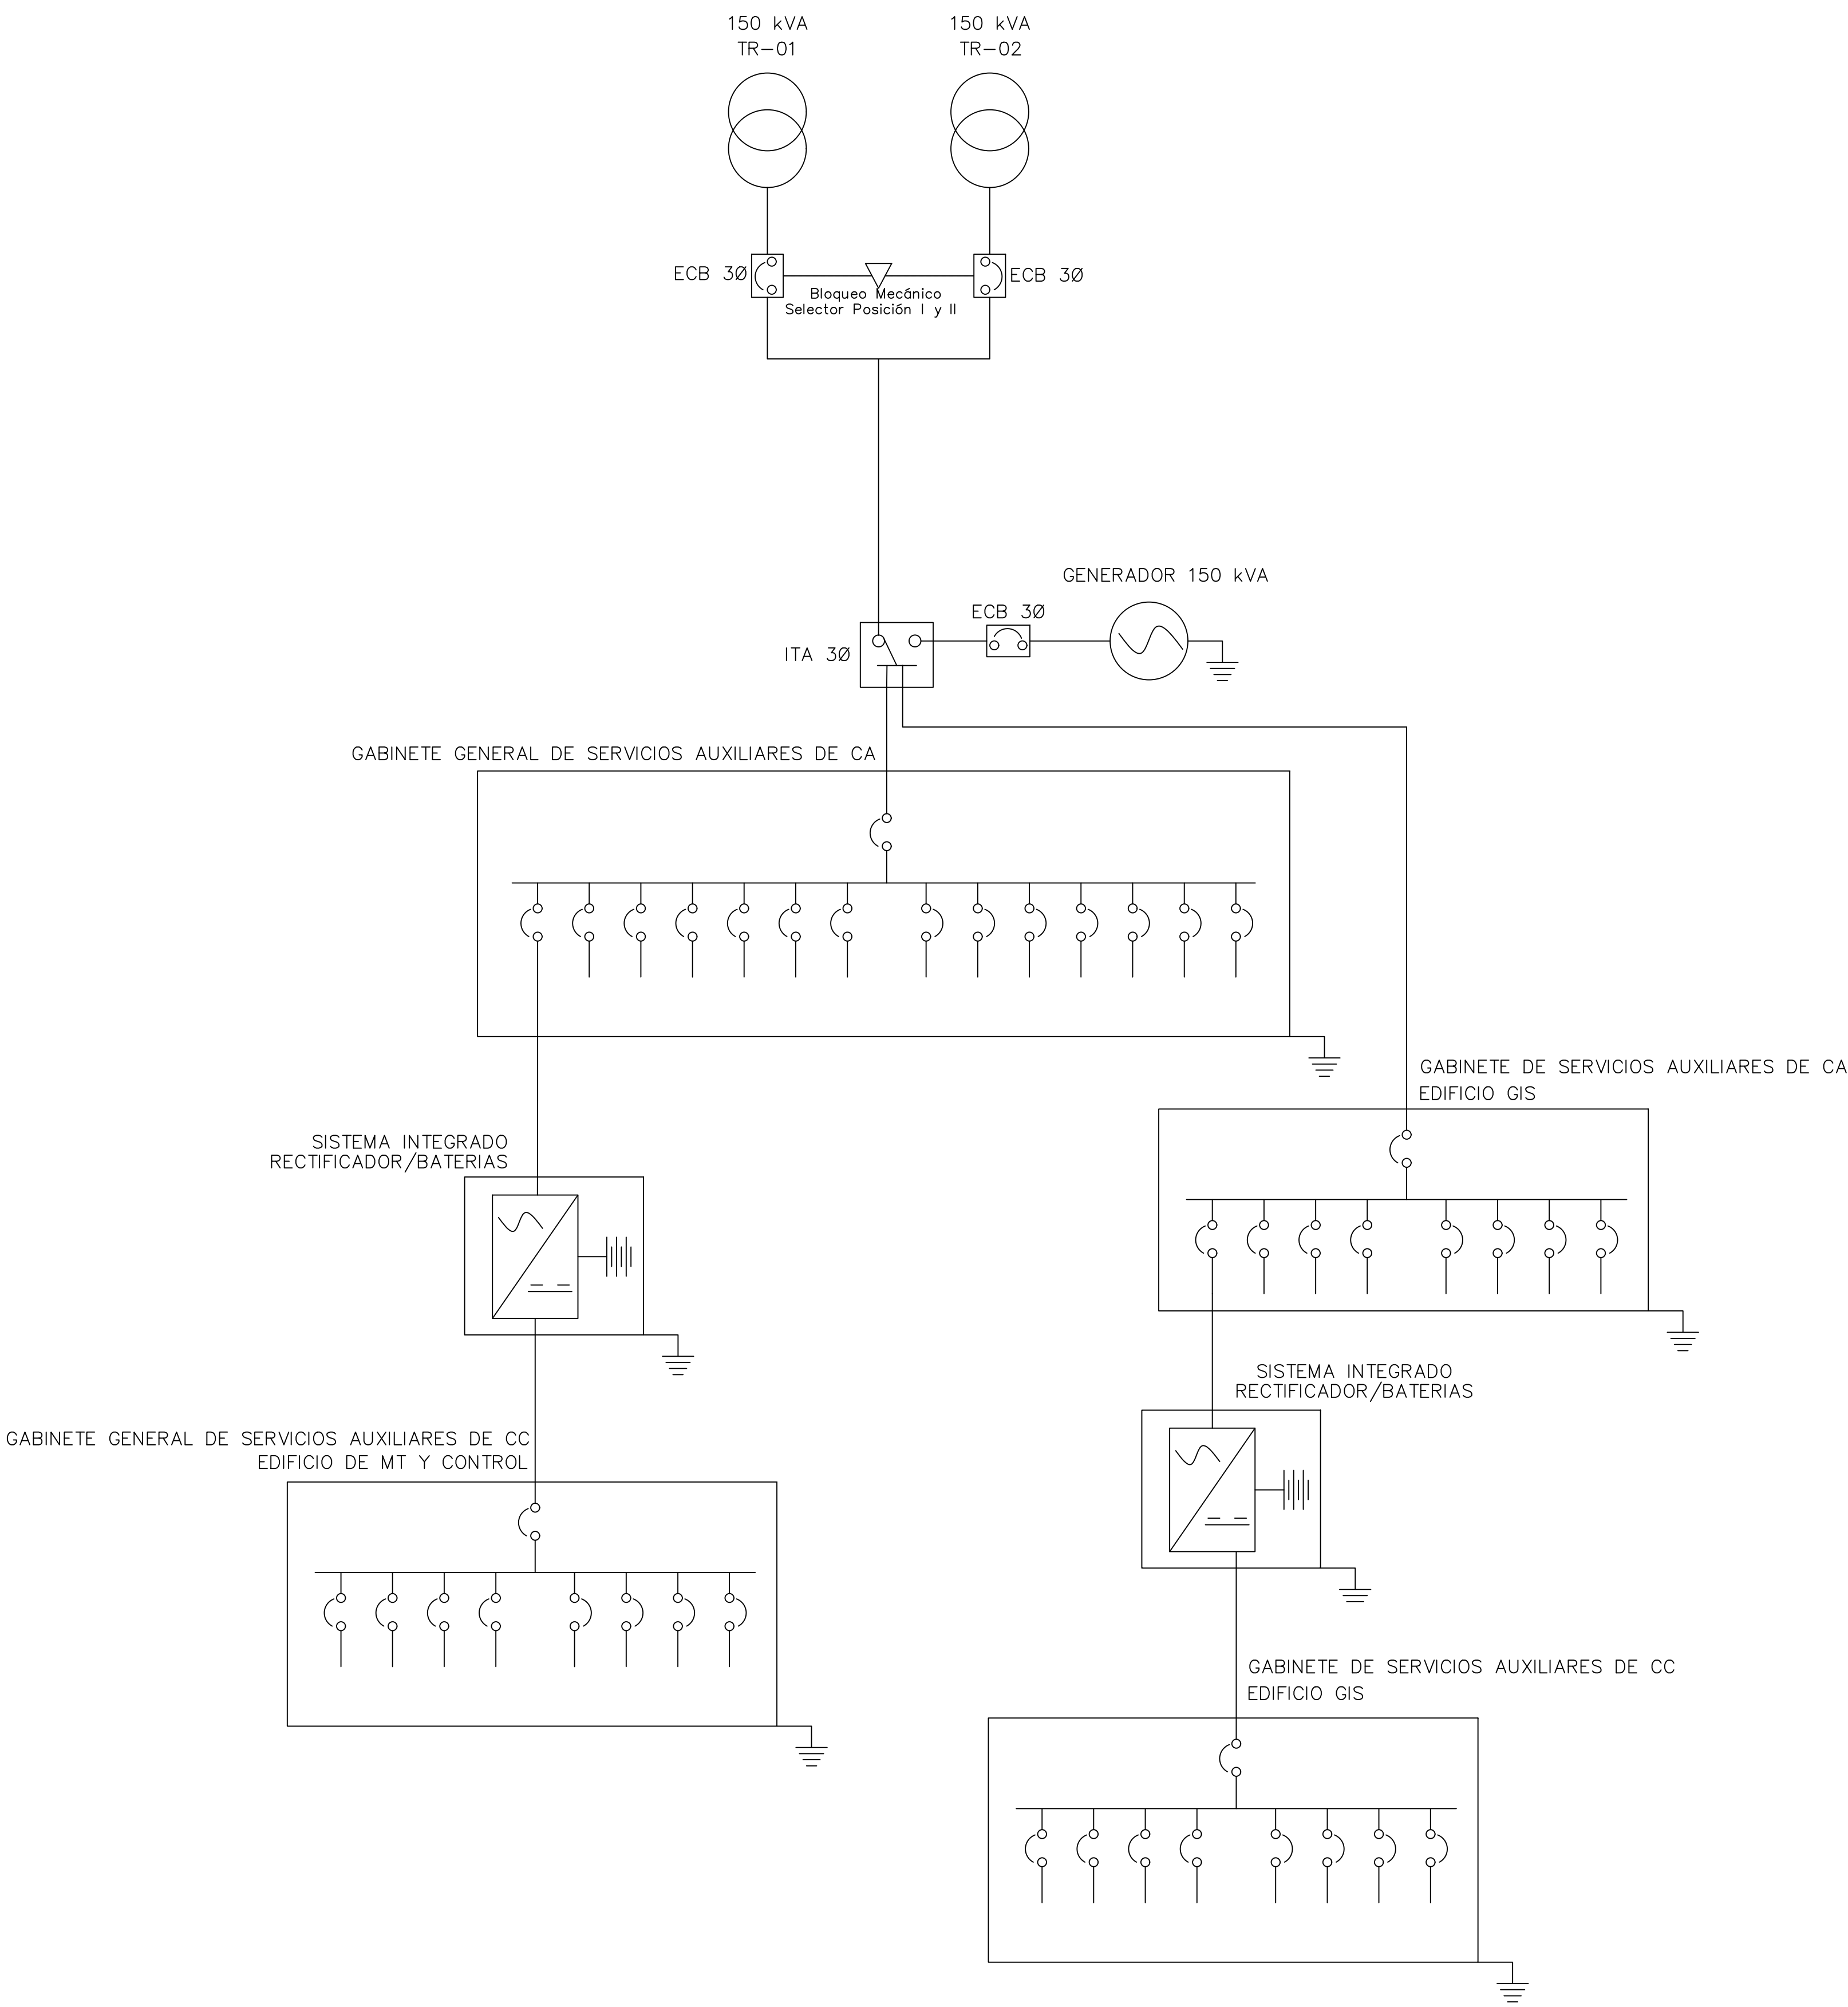 150 kVA
TR-01
150 kVA
TR-02
ECB 3Ø
ECB 3Ø
Bloqueo Mecánico
Selector Posición I y II
GENERADOR 150 kVA
ECB 3Ø
ITA 3Ø
GABINETE GENERAL DE SERVICIOS AUXILIARES DE CA
GABINETE DE SERVICIOS AUXILIARES DE CA
EDIFICIO GIS
SISTEMA INTEGRADO
RECTIFICADOR/BATERIAS
SISTEMA INTEGRADO
RECTIFICADOR/BATERIAS
GABINETE GENERAL DE SERVICIOS AUXILIARES DE CC
EDIFICIO DE MT Y CONTROL
GABINETE DE SERVICIOS AUXILIARES DE CC
EDIFICIO GIS